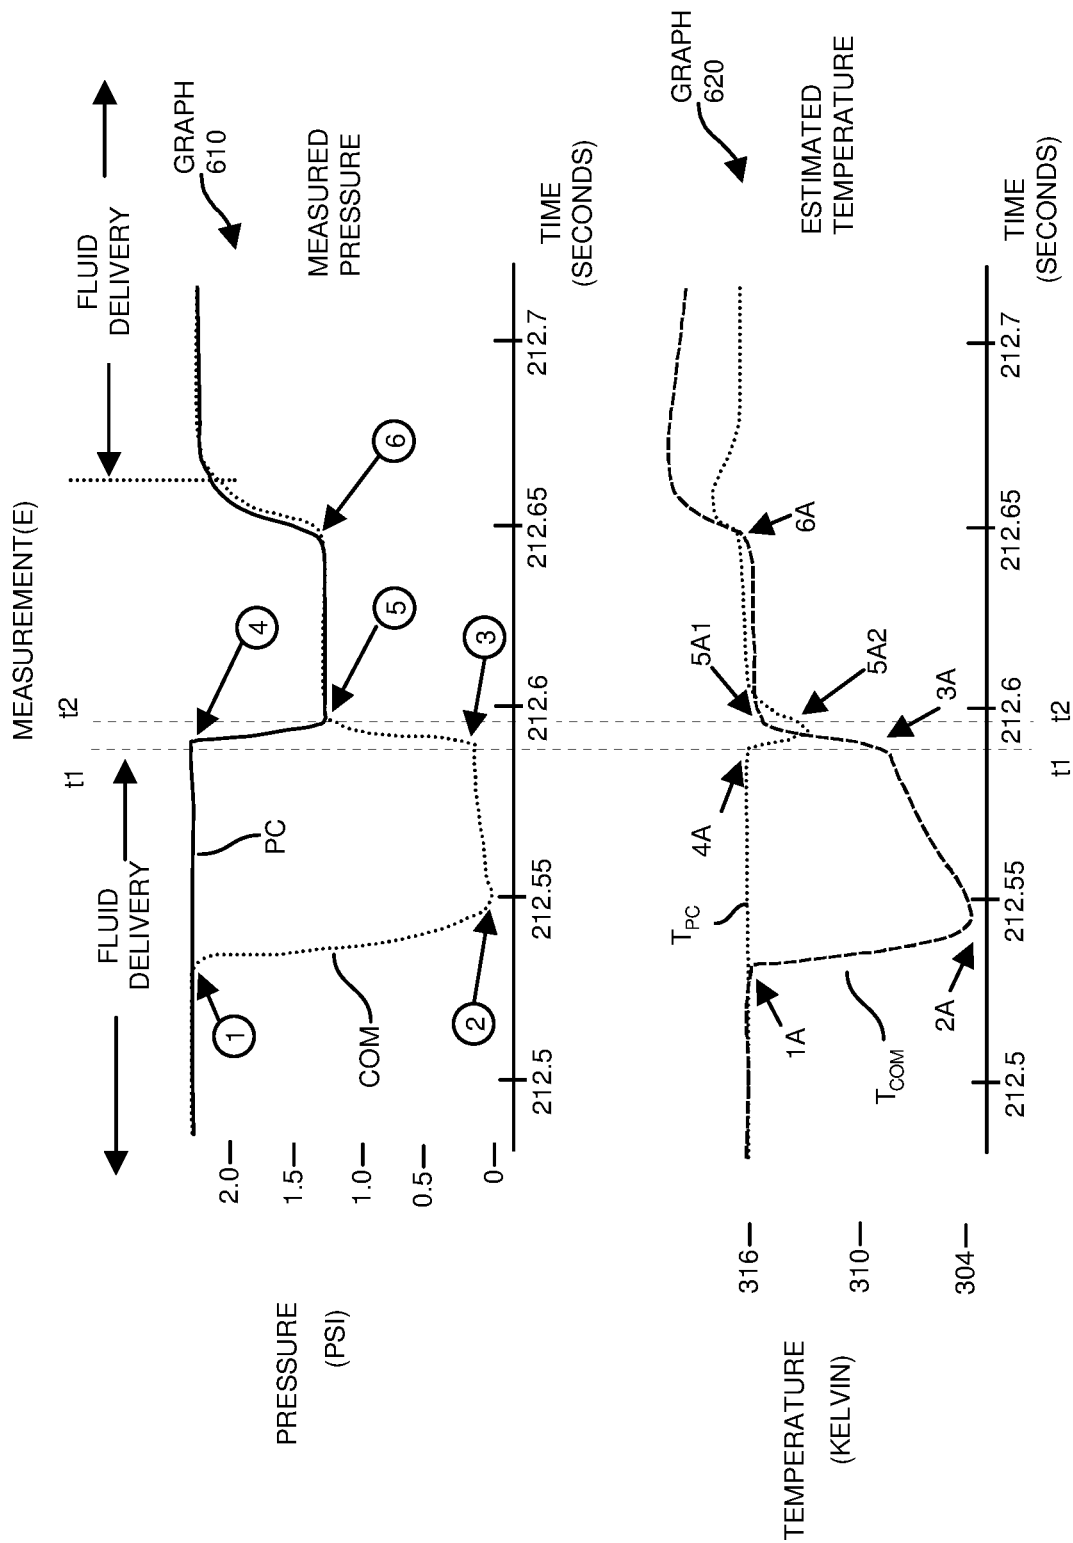 MEASUREMENT(E)
FLUID
DELIVERY
t1
t2
FLUID
DELIVERY
GRAPH
610
1
PC
4
MEASURED
PRESSURE
PRESSURE
(PSI)
2.0
1.5
1.0
0.5
0
COM
5
6
2
3
212.5
212.55
212.6
212.65
212.7
TIME
(SECONDS)
GRAPH
620
TPC
4A
5A1
1A
6A
ESTIMATED
TEMPERATURE
TEMPERATURE
(KELVIN)
316
310
304
TCOM
2A
5A2
3A
212.5
212.55
212.6
212.65
212.7
TIME
(SECONDS)
t1
t2